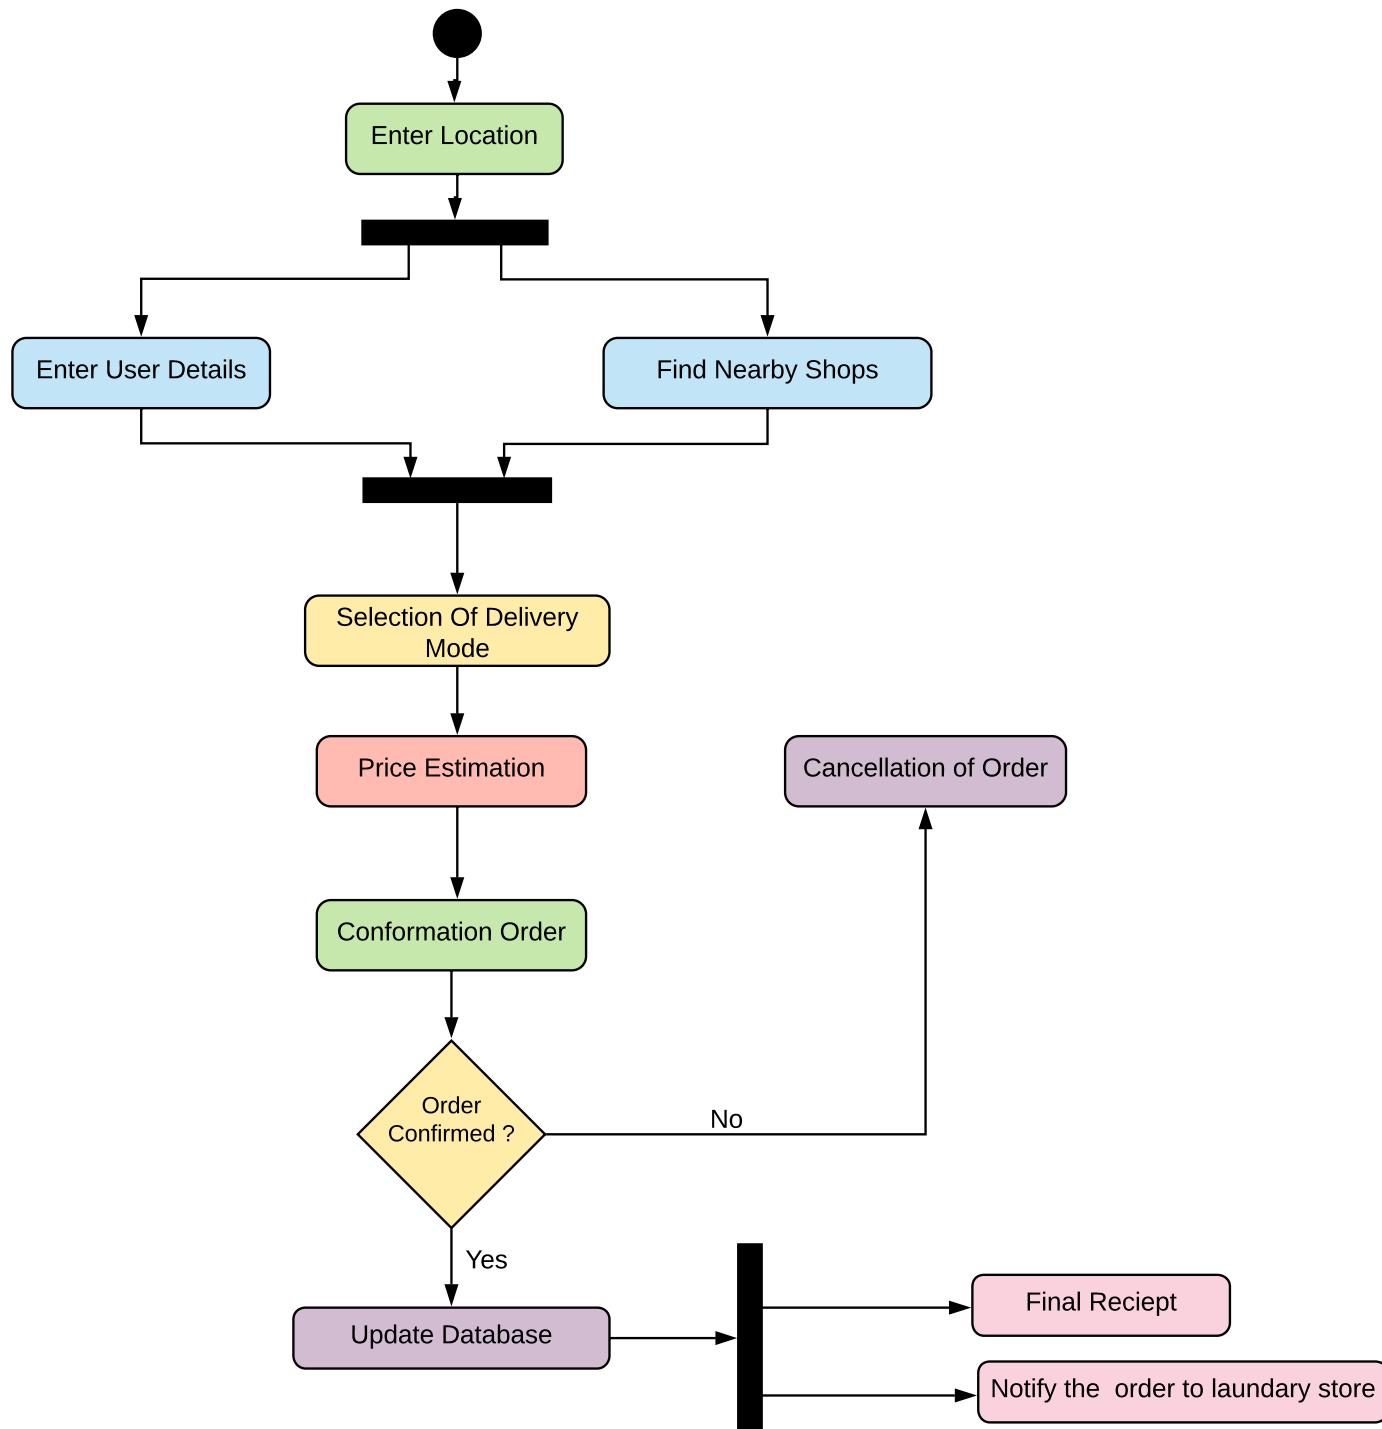 Enter Location
Enter User Details
Find Nearby Shops
Selection Of Delivery
Mode
Price Estimation
Cancellation of Order
Conformation Order
Order
Confirmed ?
No
Yes
Update Database
Final Reciept
Notify the  order to laundary store